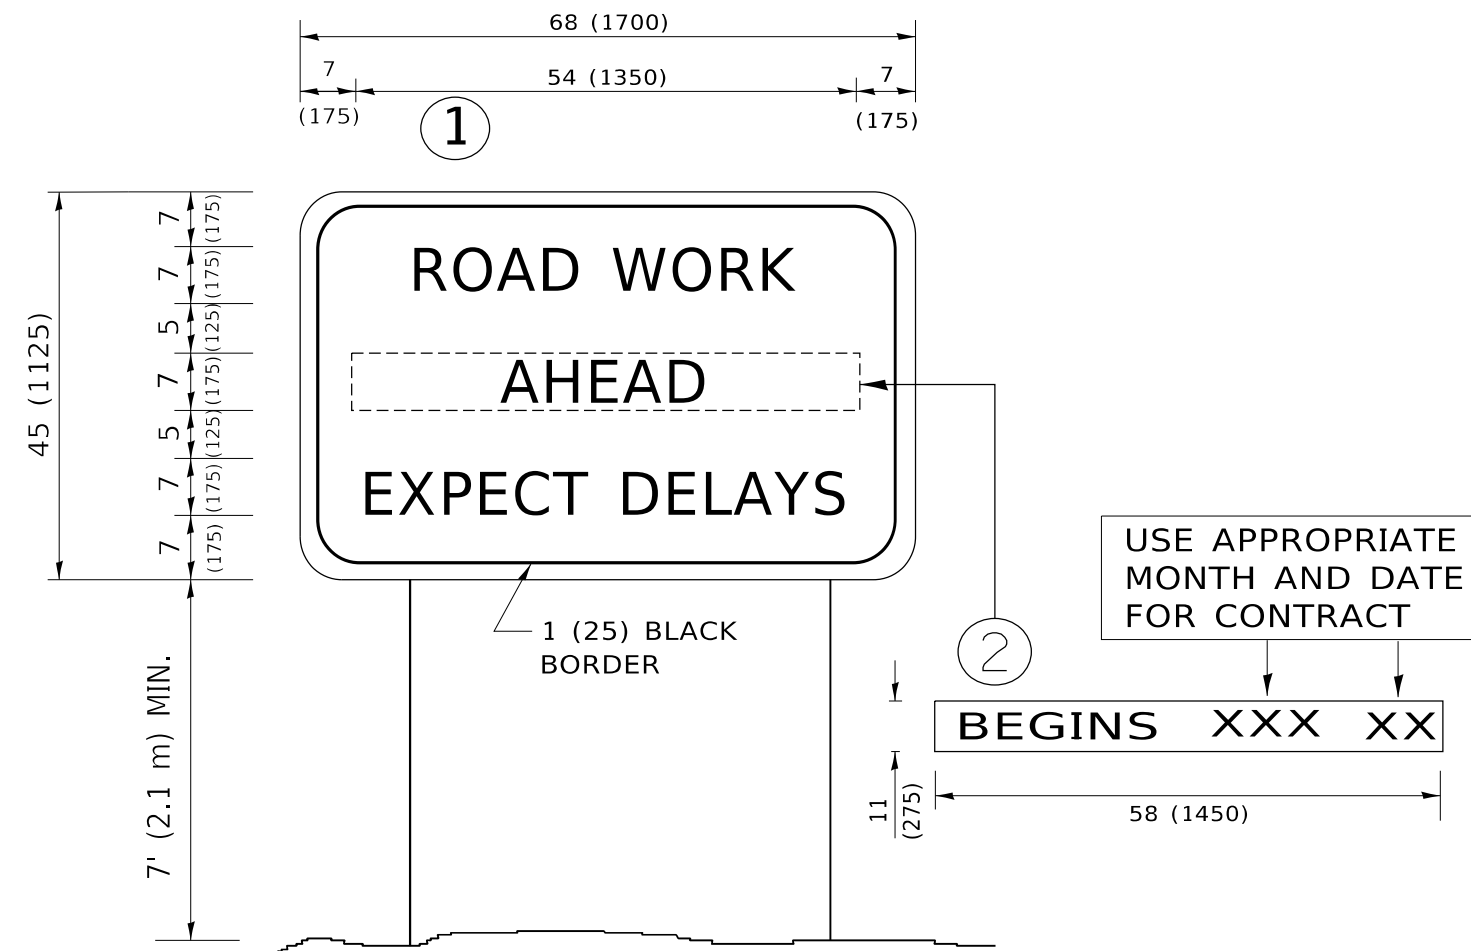 68 (1700)
7
54 (1350)
7
(175)
(175)
1
7
(175)
7
(175)
5
(125)
7
(175)
5
(125)
7
(175)
7
(175)
45 (1125)
ROAD WORK
AHEAD
EXPECT DELAYS
1 (25) BLACK
BORDER
7' (2.1 m) MIN.
USE APPROPRIATE
MONTH AND DATE
FOR CONTRACT
2
BEGINS XXX XX
11
(275)
58 (1450)